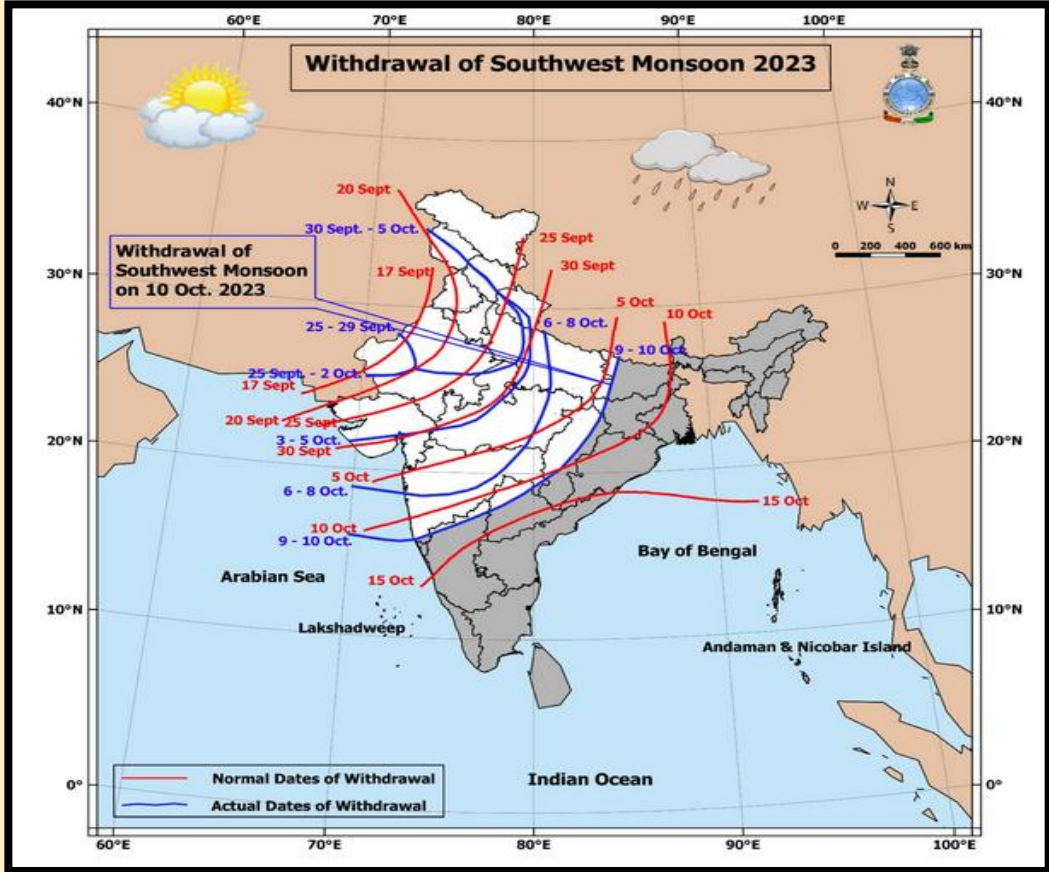 60°E 70°E 80°E 90°E 100°E
Withdrawal of Southwest Monsoon 2023
40°N 40°N
N
W E
S
0 200 400 600 km
20 Sept
30 Sept. - 5 Oct.
25 Sept
Withdrawal of
Southwest Monsoon
on 10 Oct. 2023
17 Sept
30 Sept
30°N 30°N
5 Oct
10 Oct
25 - 29 Sept.
6 - 8 Oct.
9 - 10 Oct.
25 Sept. - 2 Oct.
17 Sept
20 Sept
25 Sept
3 - 5 Oct.
30 Sept
20°N 20°N
5 Oct
6 - 8 Oct.
15 Oct
10 Oct
9 - 10 Oct.
Bay of Bengal
Arabian Sea
15 Oct
10°N 10°N
Lakshadweep
Andaman & Nicobar Island
Normal Dates of Withdrawal
Indian Ocean
0° 0°
Actual Dates of Withdrawal
60°E 70°E 80°E 90°E 100°E